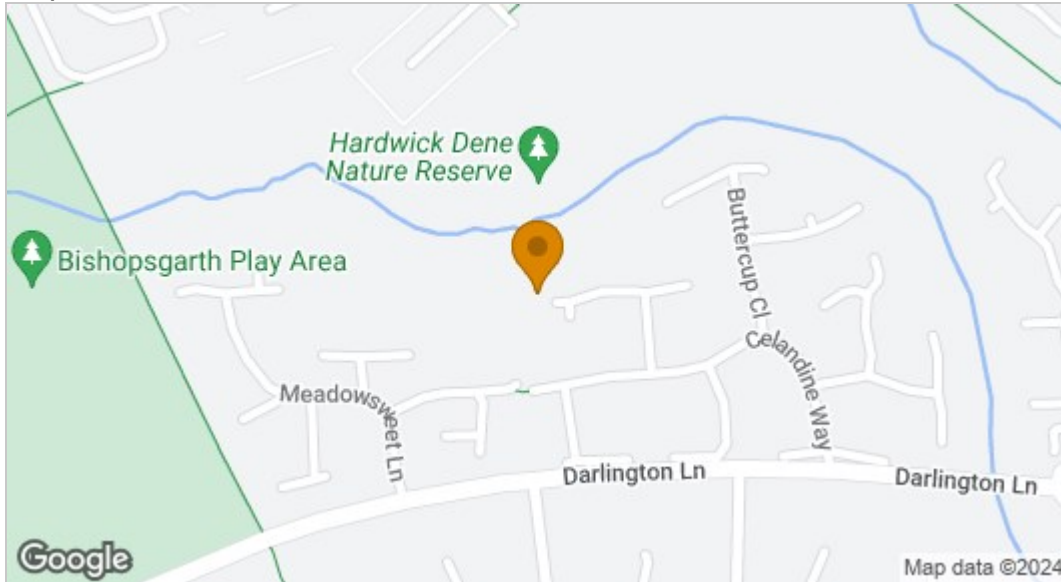 Hardwick Dene
Nature Reserve
Bishopsgarth Play Area
Buttercup Cl
Celandine Way
Meadowsweet Ln
Darlington Ln
Darlington Ln
Google
Map data ©2024